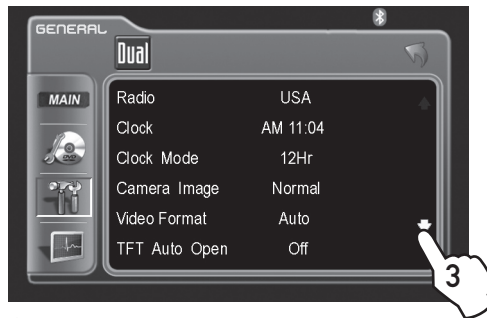 GENERAL
Dual
MAIN
Radio USA
Clock AM 11:04
Clock Mode 12Hr
Camera Image Normal
Video Format Auto
TFT Auto Open Off
DVD
3